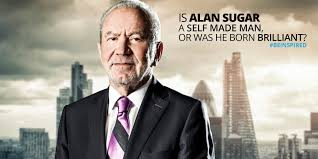 IS ALAN SUGAR
A SELF MADE MAN,
OR WAS HE BORN BRILLIANT?
#BEINSPIRED